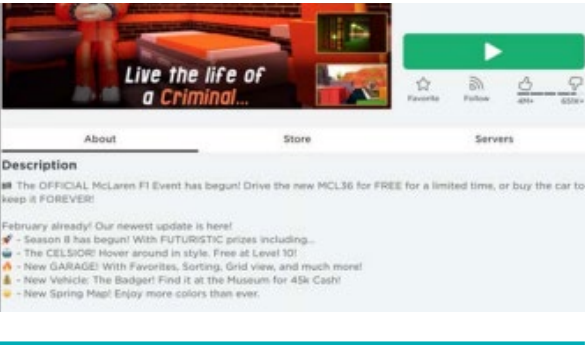 Live the life of
a Criminal...
Favorite
Follow
4M+
650K+
About
Store
Servers
Description
The OFFICIAL McLaren F1 Event has begun! Drive the new MCL36 for FREE for a limited time, or buy the car to
keep it FOREVER!
February already! Our newest update is here!
🚀 - Season 8 has begun! With FUTURISTIC prizes including...
- The CELSIOR! Hover around in style. Free at Level 10!
🔥 - New GARAGE! With Favorites, Sorting, Grid view, and much more!
- New Vehicle: The Badger! Find it at the Museum for 45k Cash!
- New Spring Map! Enjoy more colors than ever.